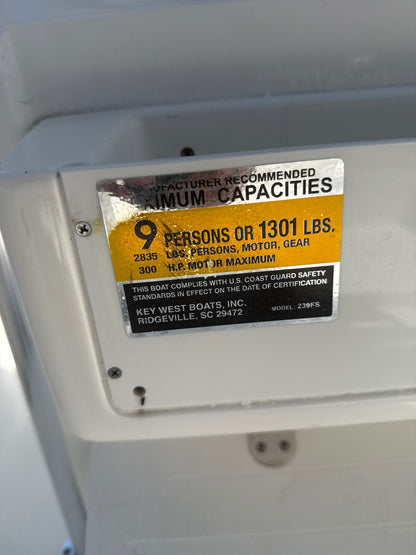 MANUFACTURER RECOMMENDED
MAXIMUM CAPACITIES
9 PERSONS OR 1301 LBS.
2835 LBS, PERSONS, MOTOR, GEAR
300 H.P. MOTOR MAXIMUM
THIS BOAT COMPLIES WITH U.S. COAST GUARD SAFETY
STANDARDS IN EFFECT ON THE DATE OF CERTIFICATION
KEY WEST BOATS, INC.
RIDGEVILLE, SC 29472 MODEL: 239FS